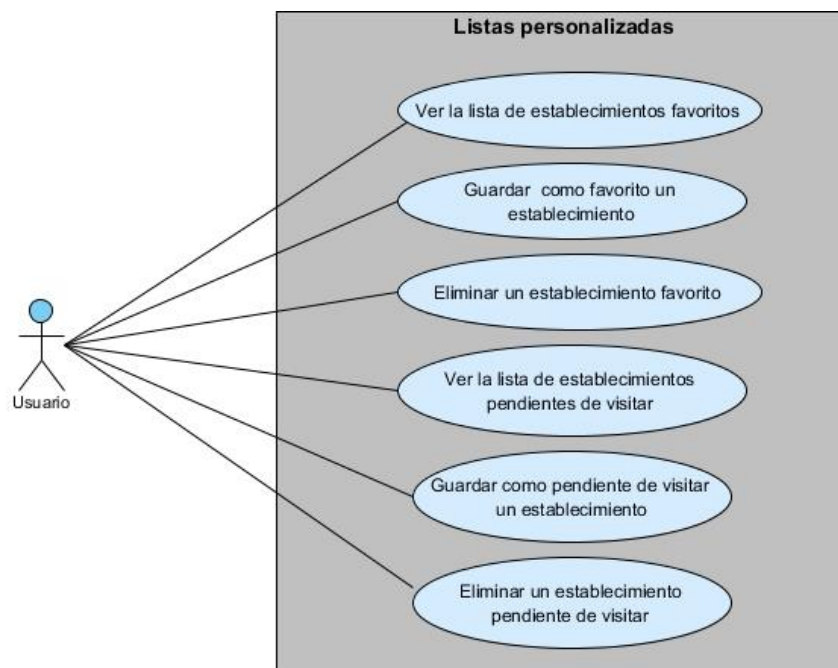 Listas personalizadas
Ver la lista de establecimientos favoritos
Guardar como favorito un
establecimiento
Eliminar un establecimiento favorito
Ver la lista de establecimientos
pendientes de visitar
Usuario
Guardar como pendiente de visitar
un establecimiento
Eliminar un establecimiento
pendiente de visitar